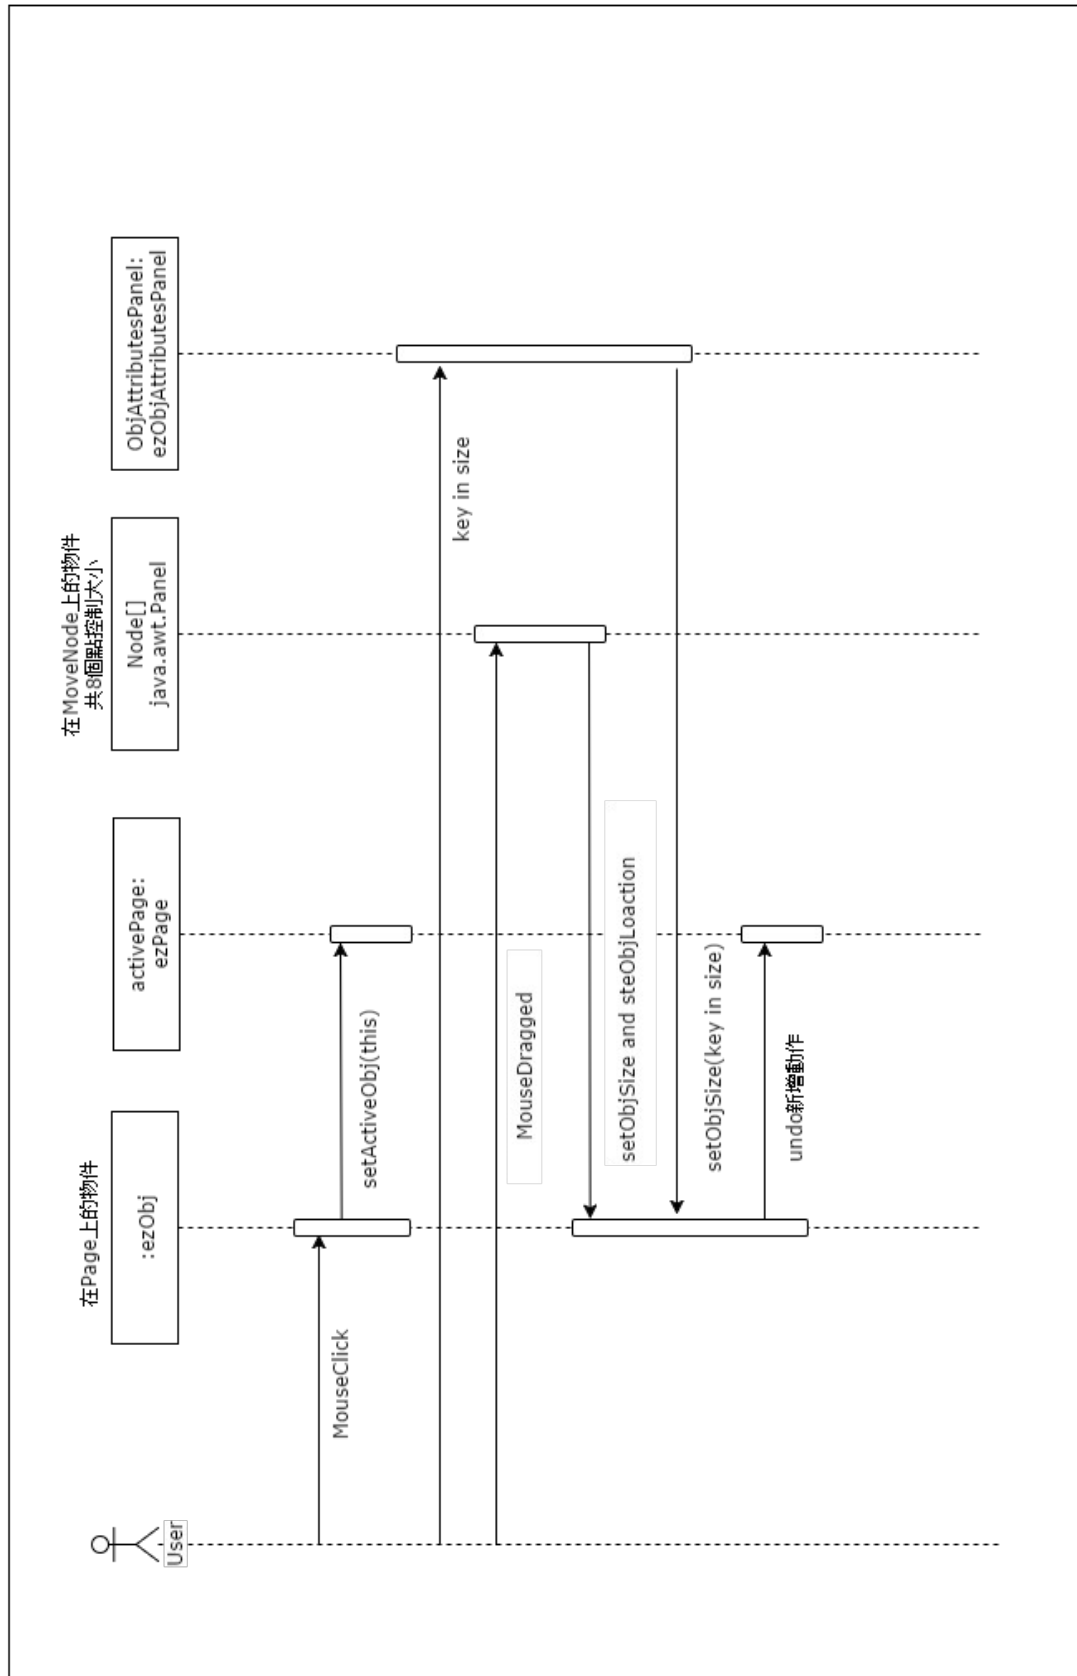 User
在Page上的物件
:ezObj
activePage:
ezPage
在MoveNode上的物件
共8個點控制大小
Node[]
java.awt.Panel
ObjAttributesPanel:
ezObjAttributesPanel
MouseClick
setActiveObj(this)
key in size
MouseDragged
setObjSize and steObjLoaction
setObjSize(key in size)
undo新增動作